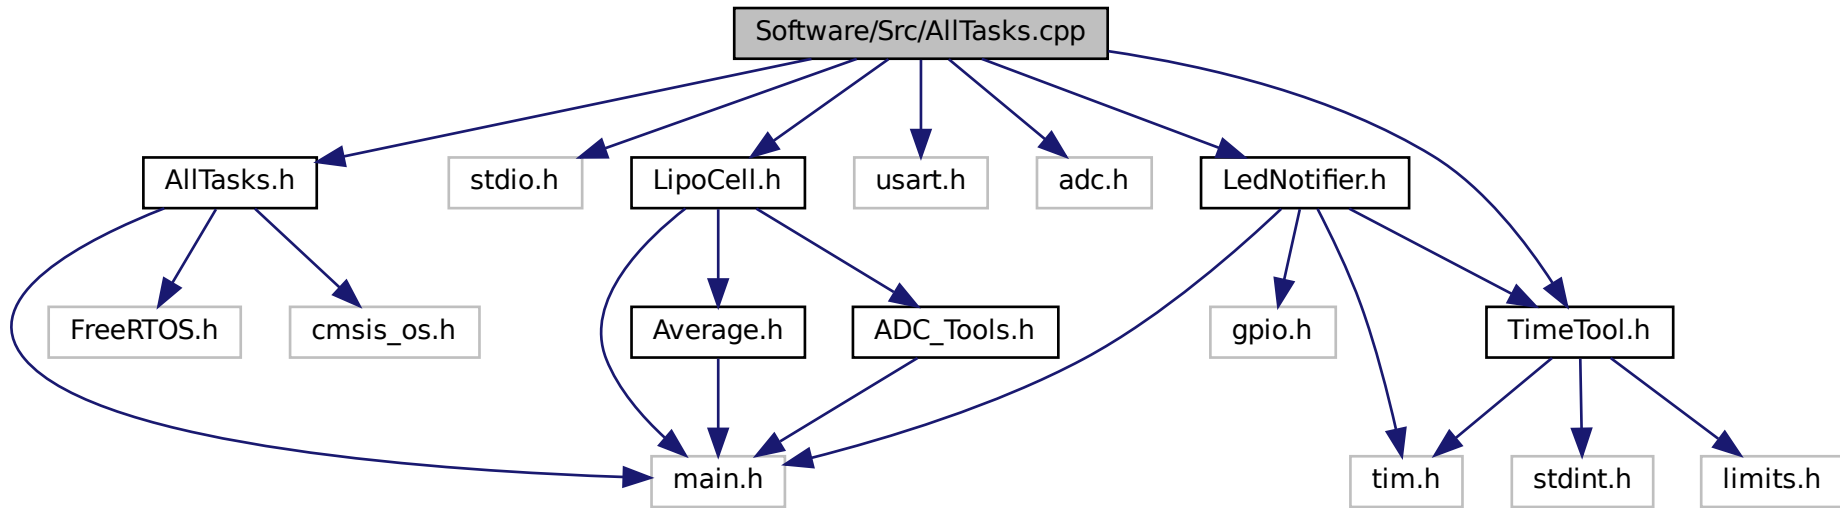 Software/Src/AllTasks.cpp
AllTasks.h
stdio.h
LipoCell.h
usart.h
adc.h
LedNotifier.h
FreeRTOS.h
cmsis_os.h
Average.h
ADC_Tools.h
gpio.h
TimeTool.h
main.h
tim.h
stdint.h
limits.h